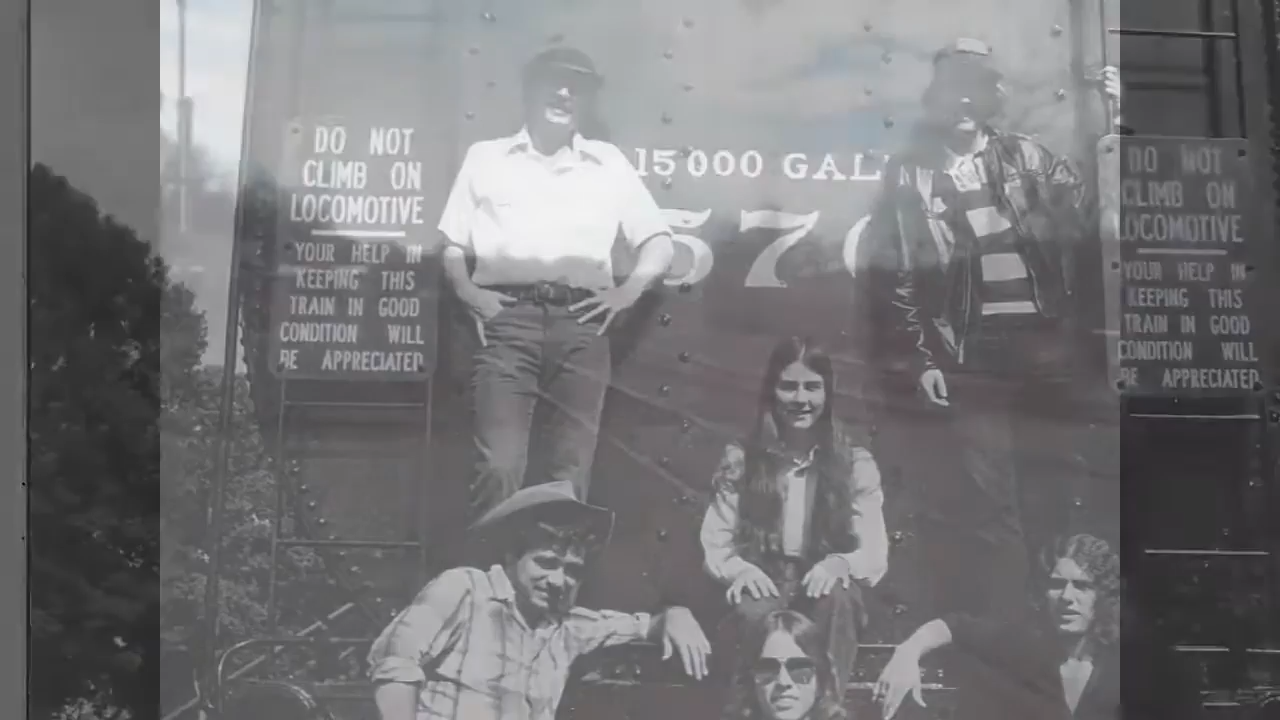 DO NOT
CLIMB ON
LOCOMOTIVE
YOUR HELP IN
KEEPING THIS
TRAIN IN GOOD
CONDITION WILL
BE APPRECIATED
15000 GAL
57
DO NOT
CLIMB ON
LOCOMOTIVE
YOUR HELP IN
KEEPING THIS
TRAIN IN GOOD
CONDITION WILL
BE APPRECIATED